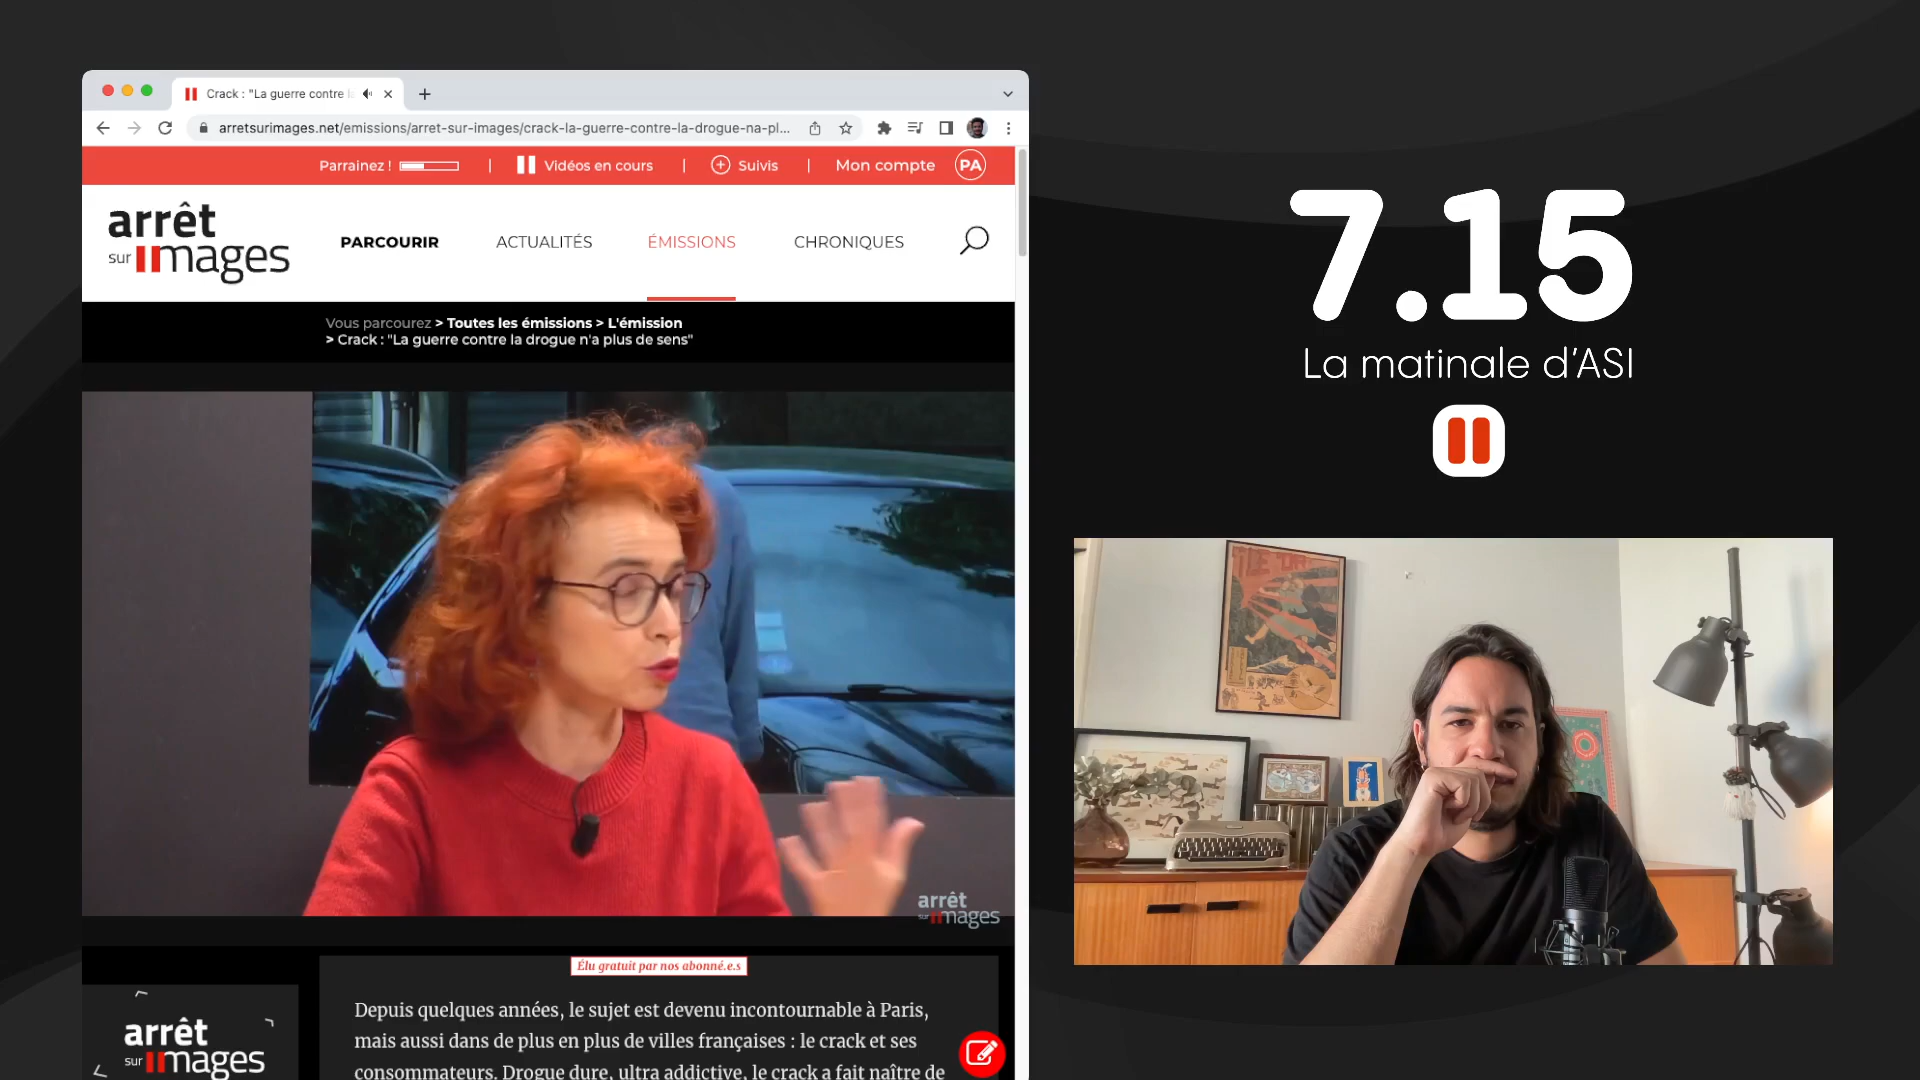 Crack : "La guerre contre
arretsurimages.net/emissions/arret-sur-images/crack-la-guerre-contre-la-drogue-na-pl...
Parrainez !
Vidéos en cours
Suivis
Mon compte
PA
arrêt
sur images
PARCOURIR
ACTUALITÉS
ÉMISSIONS
CHRONIQUES
Vous parcourez > Toutes les émissions > L'émission
> Crack : "La guerre contre la drogue n'a plus de sens"
arrêt
sur images
Élu gratuit par nos abonné.e.s
arrêt
sur images
Depuis quelques années, le sujet est devenu incontournable à Paris,
mais aussi dans de plus en plus de villes françaises : le crack et ses
consommateurs. Drogue dure, ultra addictive, le crack a fait naître de
7.15
La matinale d'ASI